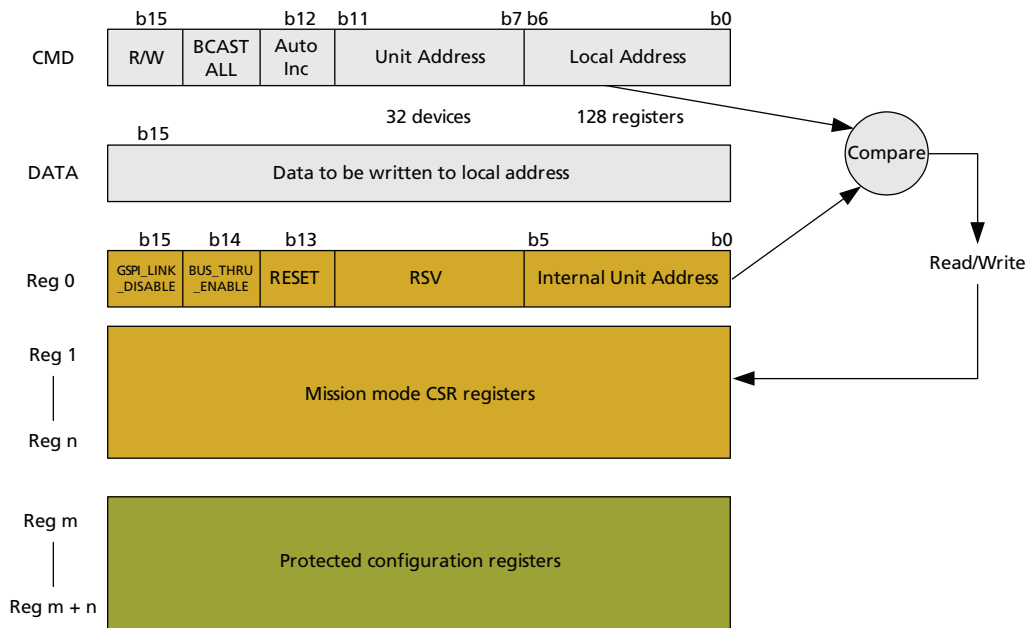 b15 b12 b11 b7 b6 b0
CMD
R/W
BCAST
ALL
Auto
Inc
Unit Address
Local Address
32 devices
128 registers
Compare
b15
DATA
Data to be written to local address
b15 b14 b13 b5 b0
Reg 0
GSPI_LINK
_DISABLE
BUS_THRU
_ENABLE
RESET
RSV
Internal Unit Address
Read/Write
Reg 1
Mission mode CSR registers
Reg n
Reg m
Protected configuration registers
Reg m + n